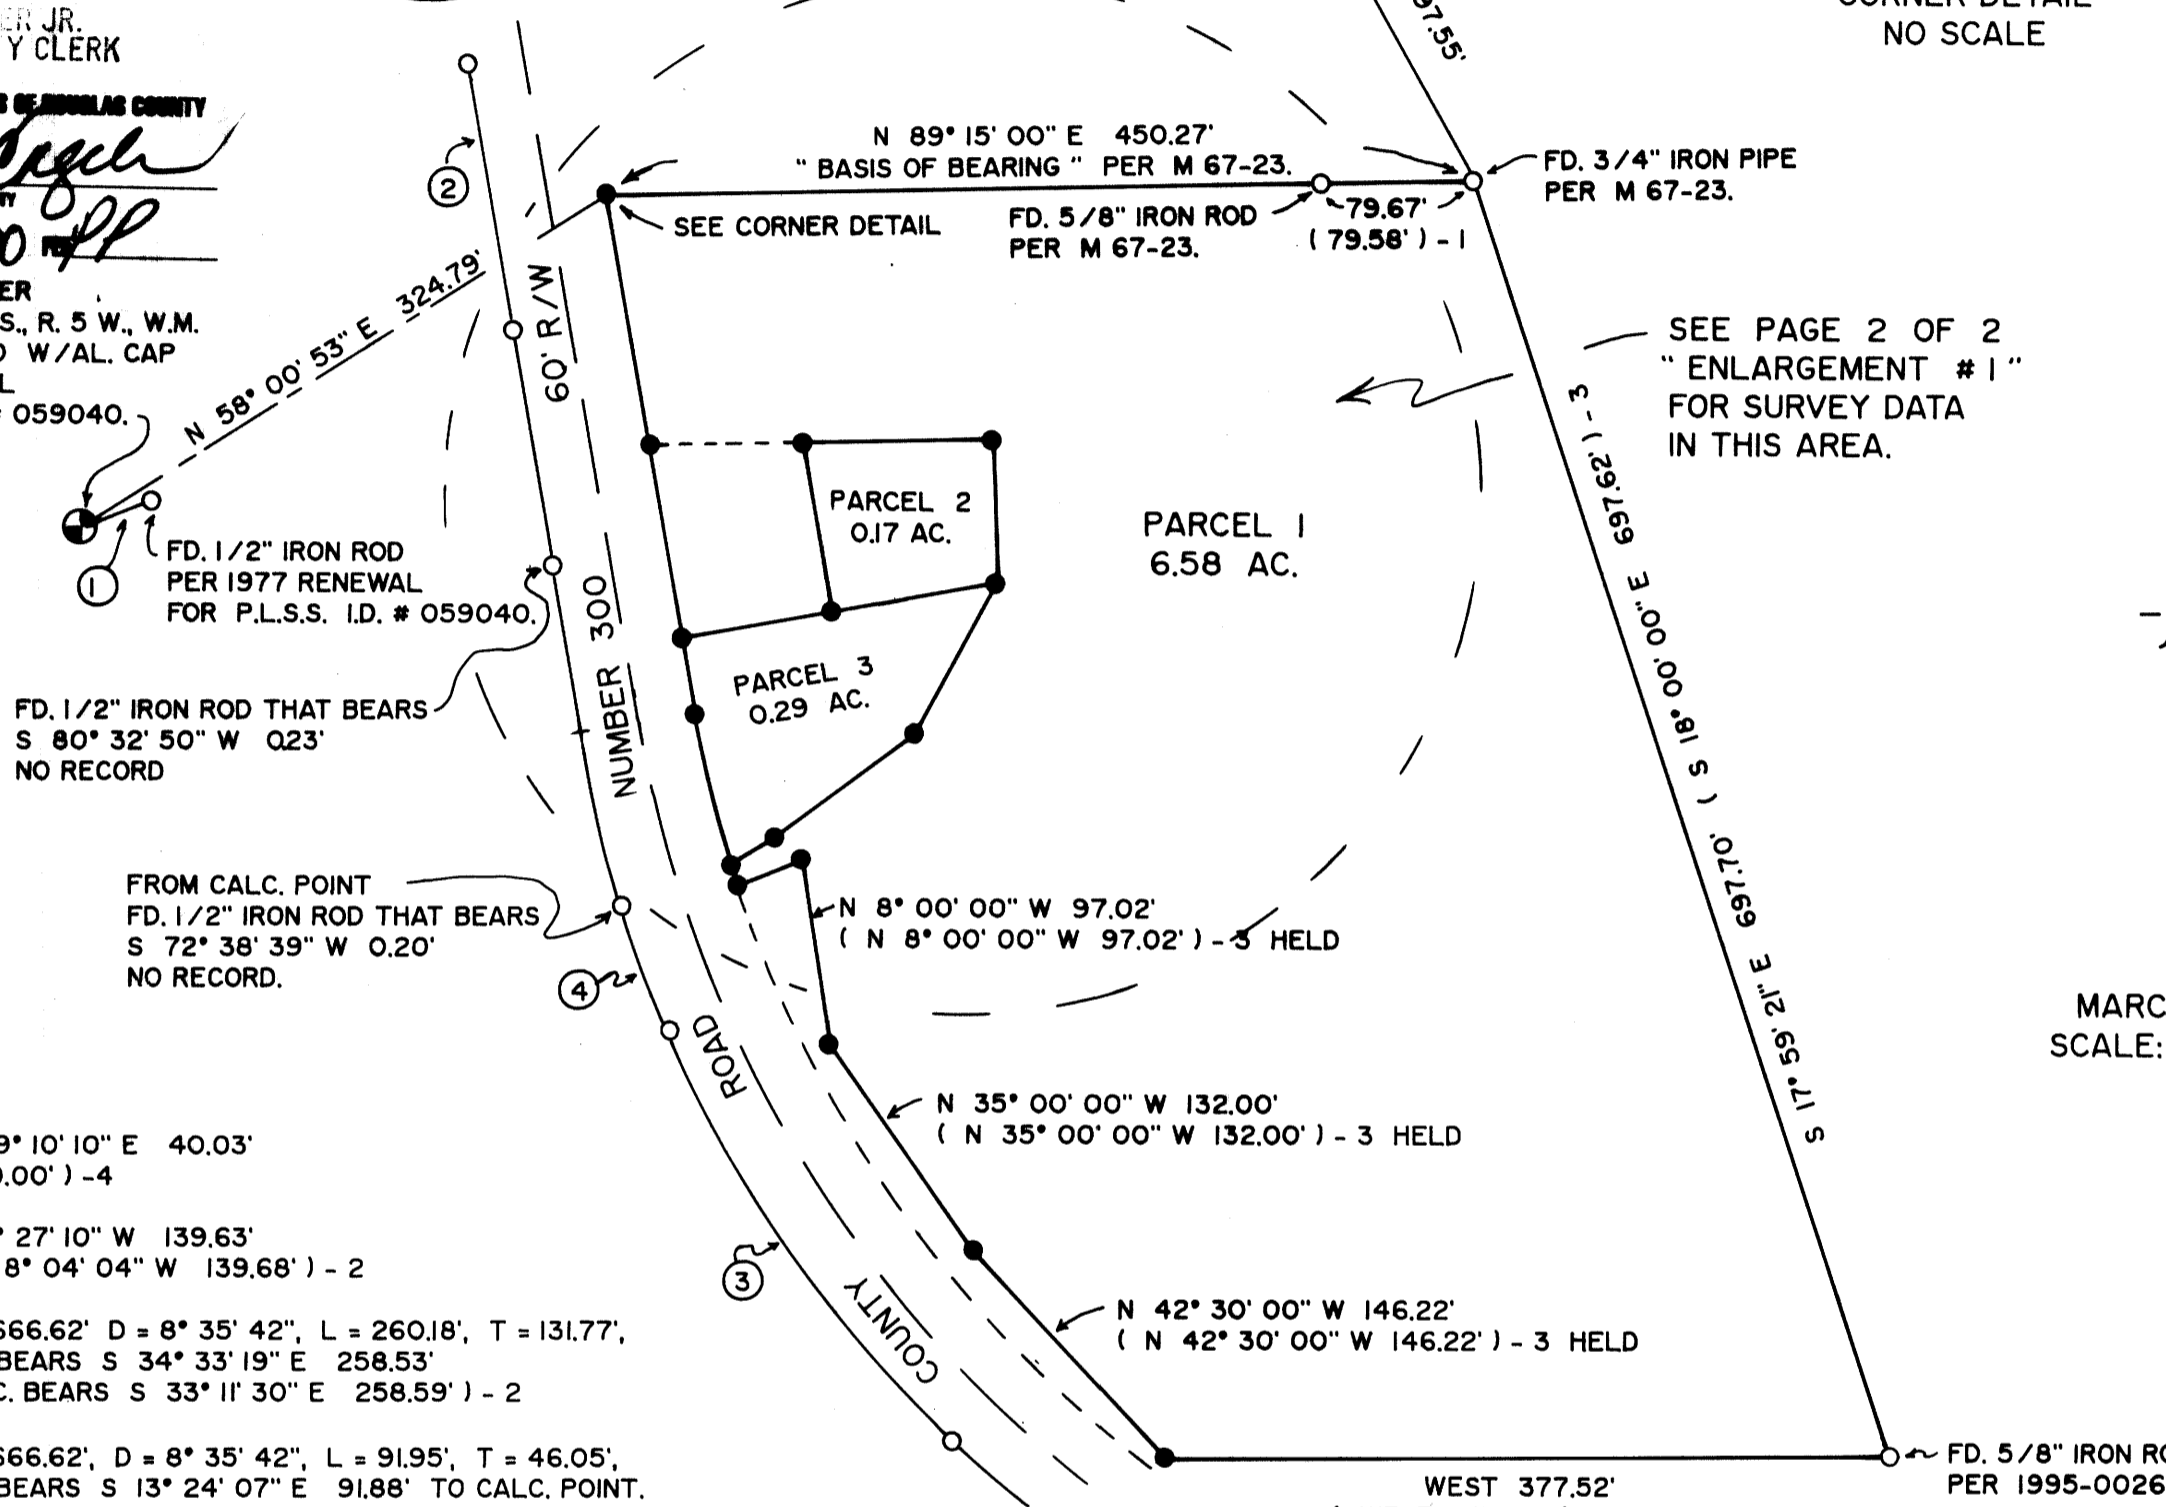 JR.
Y CLERK
OF DOUGLAS COUNTY
ER
S., R. 5 W., W.M.
W/AL. CAP
L
059040.
N 58° 00' 53" E 324.79'
1
FD. 1/2" IRON ROD
PER 1977 RENEWAL
FOR P.L.S.S. I.D. # 059040.
FD. 1/2" IRON ROD THAT BEARS
S 80° 32' 50" W 0.23'
NO RECORD
FROM CALC. POINT
FD. 1/2" IRON ROD THAT BEARS
S 72° 38' 39" W 0.20'
NO RECORD.
2
4
3
60' R/W
COUNTY ROAD NUMBER 300
N 89° 15' 00" E 450.27'
" BASIS OF BEARING " PER M 67-23.
SEE CORNER DETAIL
FD. 5/8" IRON ROD
PER M 67-23.
79.67'
( 79.58' ) - 1
97.55'
CORNER DETAIL
NO SCALE
FD. 3/4" IRON PIPE
PER M 67-23.
SEE PAGE 2 OF 2
" ENLARGEMENT # 1 "
FOR SURVEY DATA
IN THIS AREA.
PARCEL 2
0.17 AC.
PARCEL 1
6.58 AC.
PARCEL 3
0.29 AC.
S 17° 59' 21" E 697.70' ( S 18° 00' 00" E 697.62' ) - 3
N 8° 00' 00" W 97.02'
( N 8° 00' 00" W 97.02' ) - 3 HELD
N 35° 00' 00" W 132.00'
( N 35° 00' 00" W 132.00' ) - 3 HELD
N 42° 30' 00" W 146.22'
( N 42° 30' 00" W 146.22' ) - 3 HELD
MARC
SCALE:
9° 10' 10" E 40.03'
.00' ) -4
° 27' 10" W 139.63'
8° 04' 04" W 139.68' ) - 2
666.62' D = 8° 35' 42", L = 260.18', T = 131.77',
BEARS S 34° 33' 19" E 258.53'
C. BEARS S 33° 11' 30" E 258.59' ) - 2
666.62', D = 8° 35' 42", L = 91.95', T = 46.05',
BEARS S 13° 24' 07" E 91.88' TO CALC. POINT.
WEST 377.52'
FD. 5/8" IRON RO
PER 1995-0026